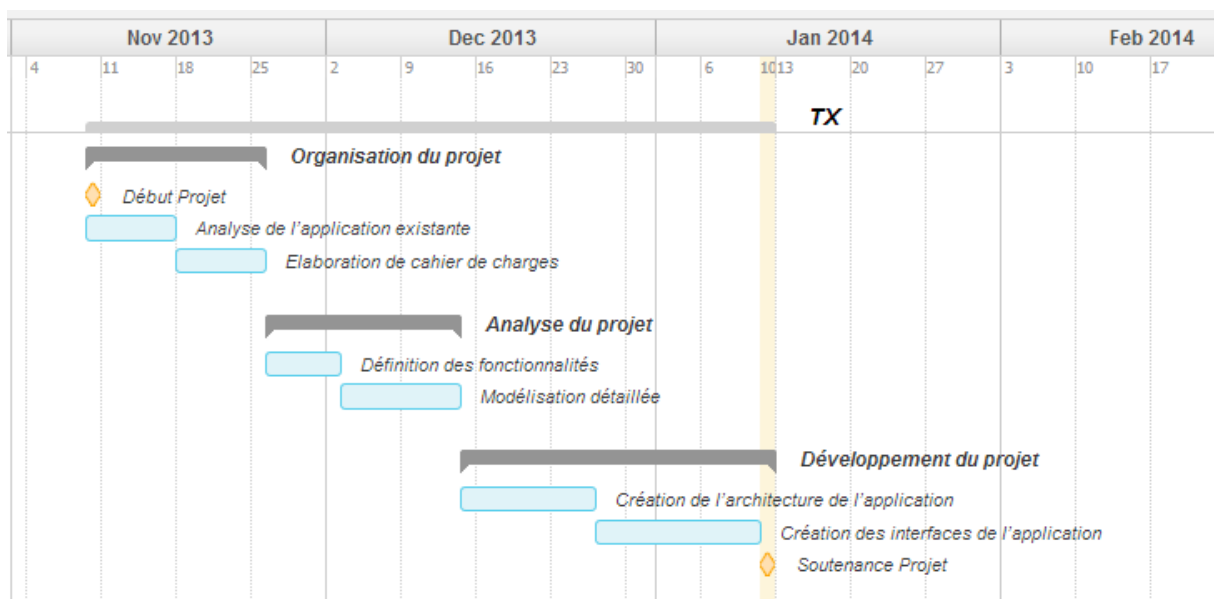 Nov 2013 Dec 2013 Jan 2014 Feb 2014
4 11 18 25 2 9 16 23 30 6 10 13 20 27 3 10 17
TX
Organisation du projet
Début Projet
Analyse de l’application existante
Elaboration de cahier de charges
Analyse du projet
Définition des fonctionnalités
Modélisation détaillée
Développement du projet
Création de l’architecture de l’application
Création des interfaces de l’application
Soutenance Projet